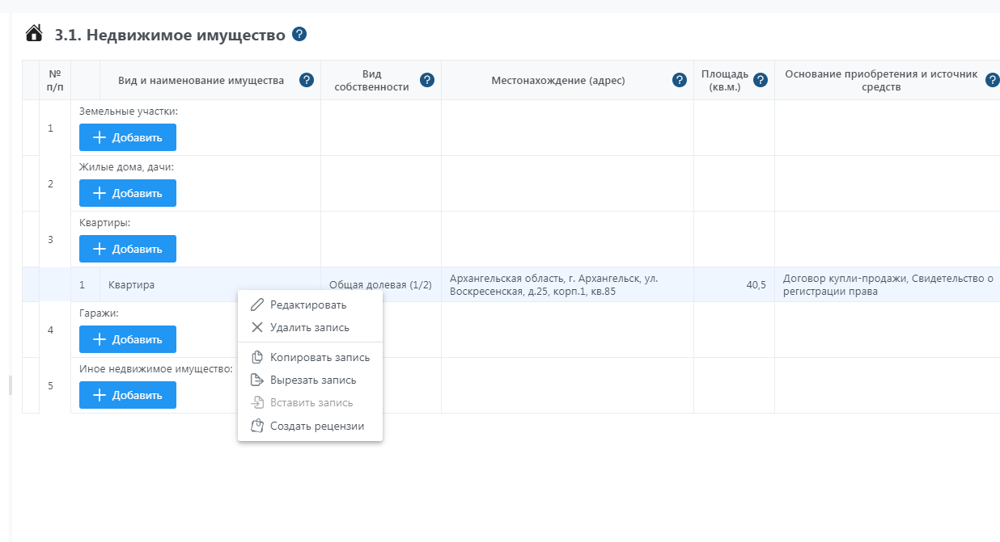 3.1. Недвижимое имущество ?
№ п/п
Вид и наименование имущества ?
Вид собственности ?
Местонахождение (адрес) ?
Площадь (кв.м.) ?
Основание приобретения и источник средств ?
1
Земельные участки:
Добавить
2
Жилые дома, дачи:
Добавить
3
Квартиры:
Добавить
1
Квартира
Общая долевая (1/2)
Архангельская область, г. Архангельск, ул.
Воскресенская, д.25, корп.1, кв.85
40,5
Договор купли-продажи, Свидетельство о
регистрации права
4
Гаражи:
Добавить
5
Иное недвижимое имущество:
Добавить
Редактировать
Удалить запись
Копировать запись
Вырезать запись
Вставить запись
Создать рецензии